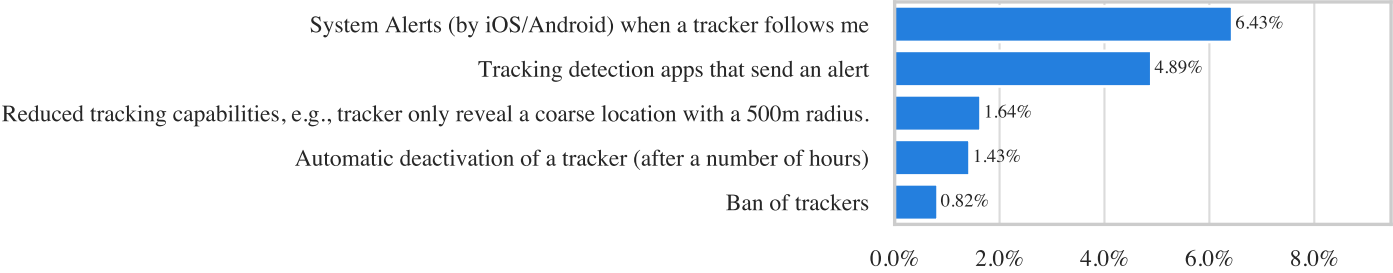 System Alerts (by iOS/Android) when a tracker follows me
6.43%
Tracking detection apps that send an alert
4.89%
Reduced tracking capabilities, e.g., tracker only reveal a coarse location with a 500m radius.
1.64%
Automatic deactivation of a tracker (after a number of hours)
1.43%
Ban of trackers
0.82%
0.0% 2.0% 4.0% 6.0% 8.0%